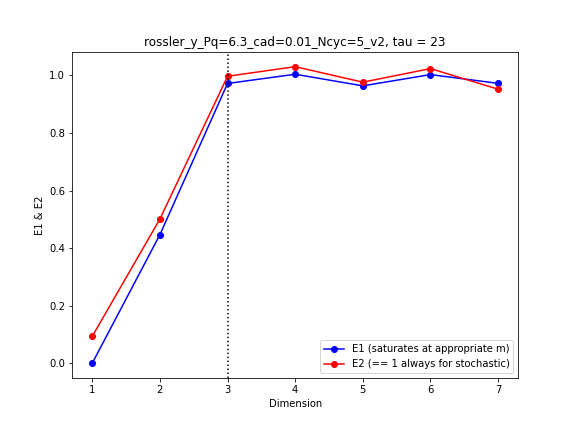 rossler_y_Pq=6.3_cad=0.01_Ncyc=5_v2, tau = 23
1.0
0.8
0.6
0.4
0.2
0.0
E1 & E2
E1 (saturates at appropriate m)
E2 (== 1 always for stochastic)
1 2 3 4 5 6 7
Dimension